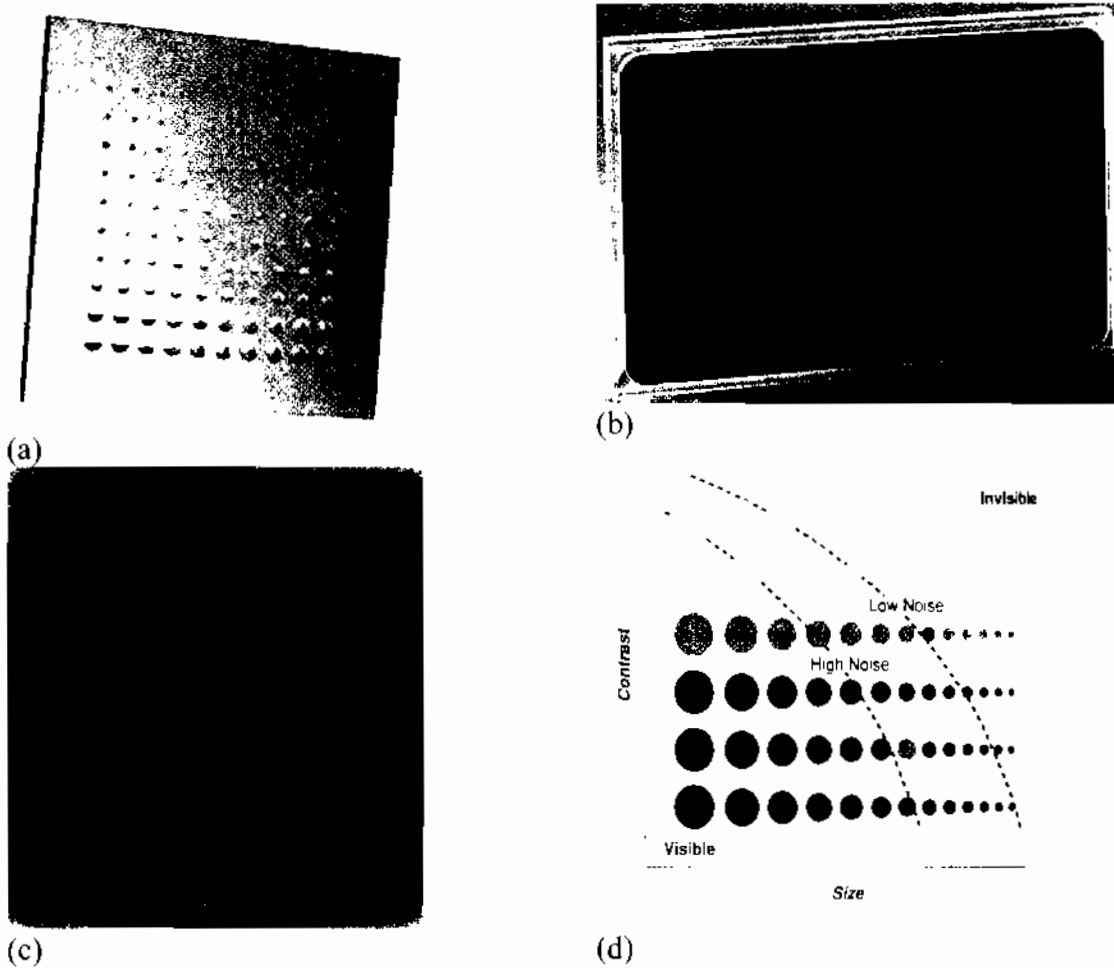 (a)
(b)
Invisible
Low Noise
High Noise
Contrast
Visible
Size
(c)
(d)